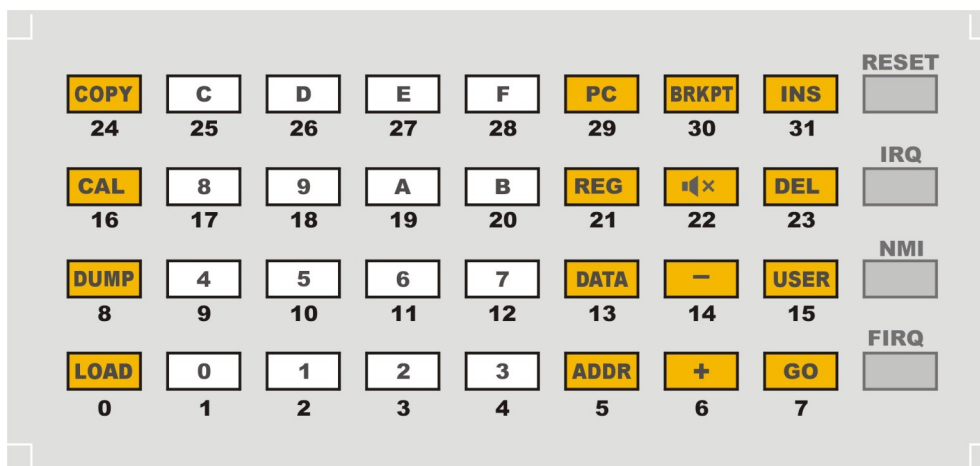 RESET
COPY C D E F PC BRKPT INS
24 25 26 27 28 29 30 31
IRQ
CAL 8 9 A B REG DEL
16 17 18 19 20 21 22 23
NMI
DUMP 4 5 6 7 DATA − USER
8 9 10 11 12 13 14 15
FIRQ
LOAD 0 1 2 3 ADDR + GO
0 1 2 3 4 5 6 7